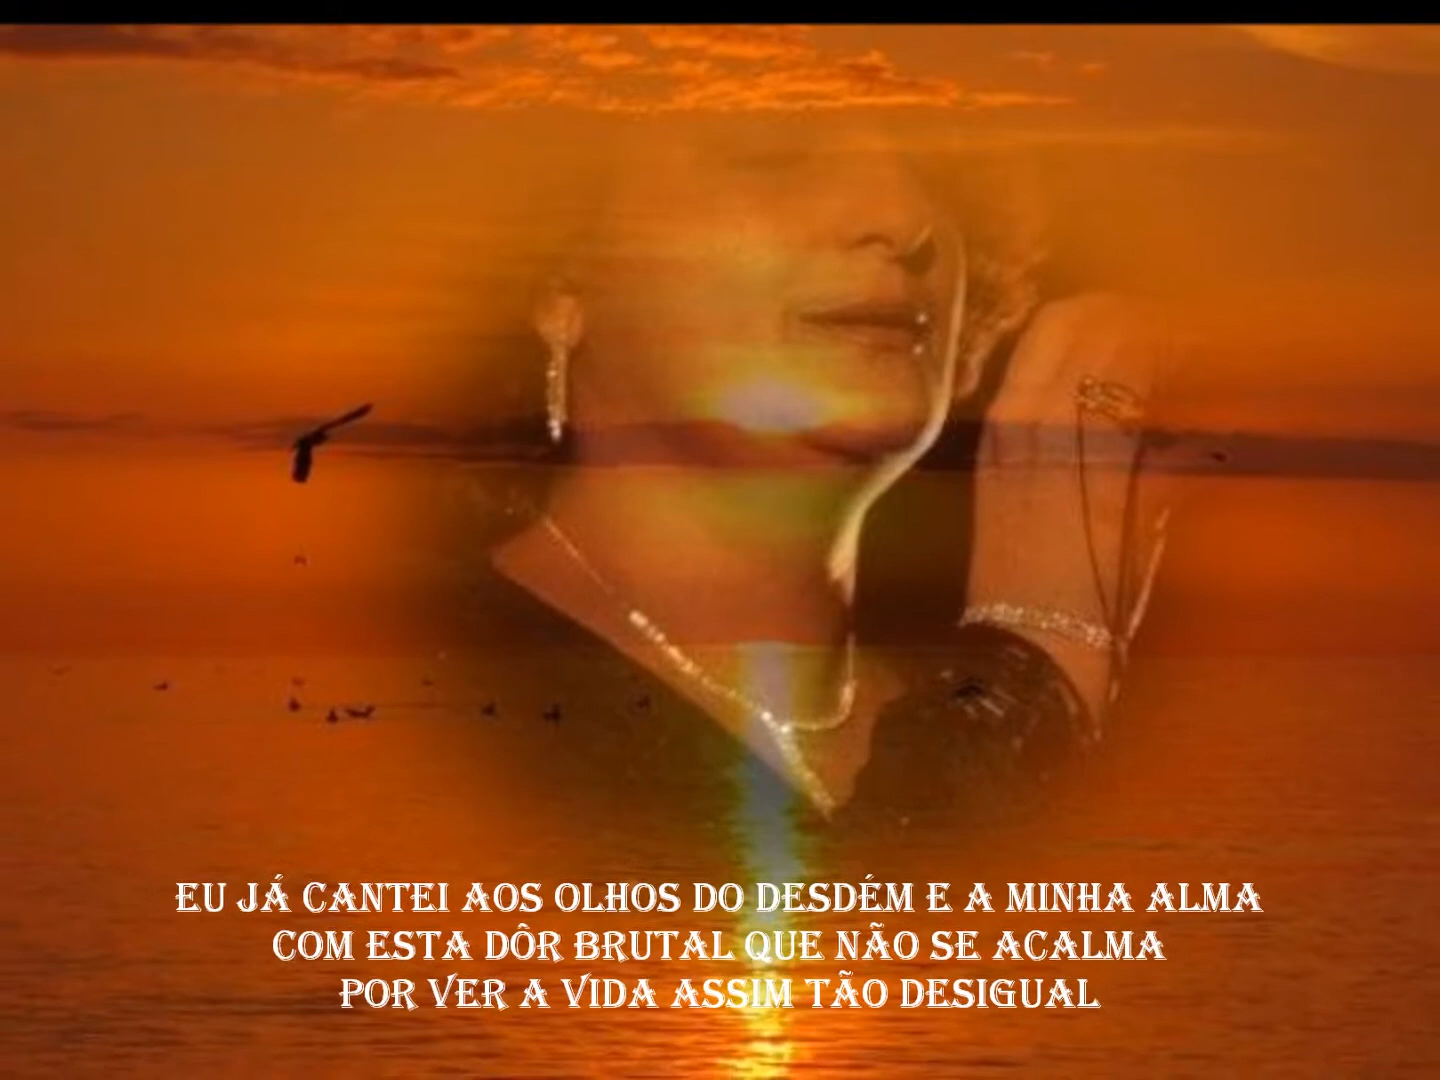 EU JÁ CANTEI AOS OLHOS DO DESDÉM E A MINHA ALMA
COM ESTA DÔR BRUTAL QUE NÃO SE ACALMA
POR VER A VIDA ASSIM TÃO DESIGUAL